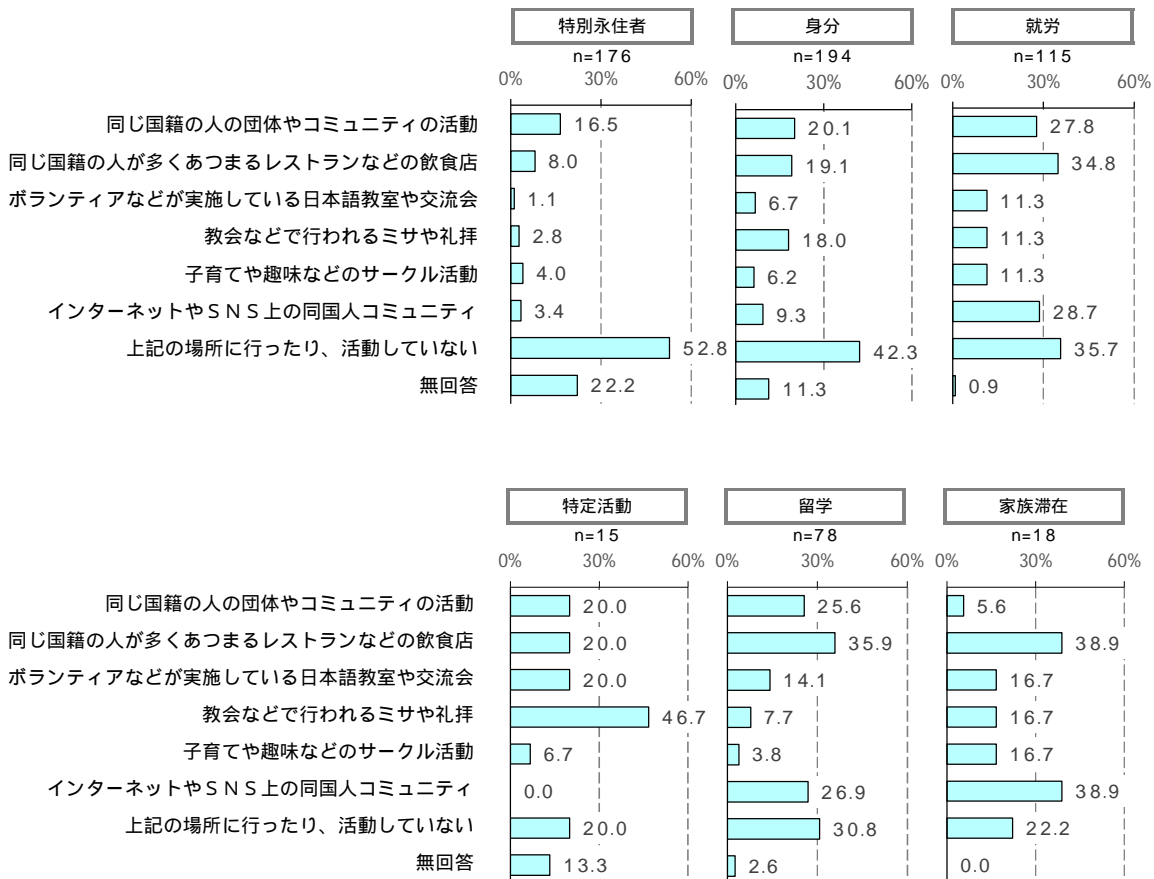 特別永住者 身分 就労
n=176 n=194 n=115
0% 30% 60% 0% 30% 60% 0% 30% 60%
同じ国籍の人の団体やコミュニティの活動 16.5 20.1 27.8
同じ国籍の人が多くあつまるレストランなどの飲食店 8.0 19.1 34.8
ボランティアなどが実施している日本語教室や交流会 1.1 6.7 11.3
教会などで行われるミサや礼拝 2.8 18.0 11.3
子育てや趣味などのサークル活動 4.0 6.2 11.3
インターネットやＳＮＳ上の同国人コミュニティ 3.4 9.3 28.7
上記の場所に行ったり、活動していない 52.8 42.3 35.7
無回答 22.2 11.3 0.9
特定活動 留学 家族滞在
n=15 n=78 n=18
0% 30% 60% 0% 30% 60% 0% 30% 60%
同じ国籍の人の団体やコミュニティの活動 20.0 25.6 5.6
同じ国籍の人が多くあつまるレストランなどの飲食店 20.0 35.9 38.9
ボランティアなどが実施している日本語教室や交流会 20.0 14.1 16.7
教会などで行われるミサや礼拝 46.7 7.7 16.7
子育てや趣味などのサークル活動 6.7 3.8 16.7
インターネットやＳＮＳ上の同国人コミュニティ 0.0 26.9 38.9
上記の場所に行ったり、活動していない 20.0 30.8 22.2
無回答 13.3 2.6 0.0